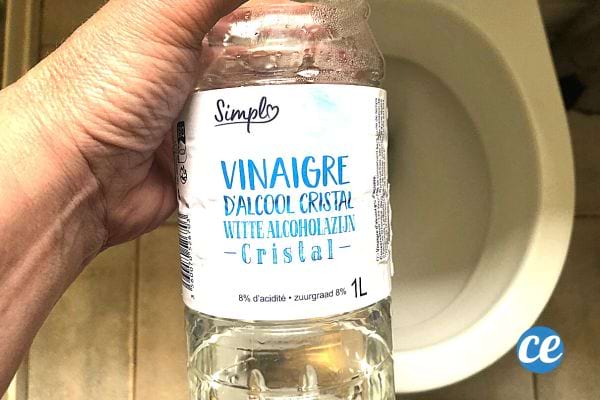 Simpl
VINAIGRE
D'ALCOOL CRISTAL
WITTE ALCOHOLAZIJN
-Cristal-
8% d'acidité • zuurgraad 8% 1L
ce